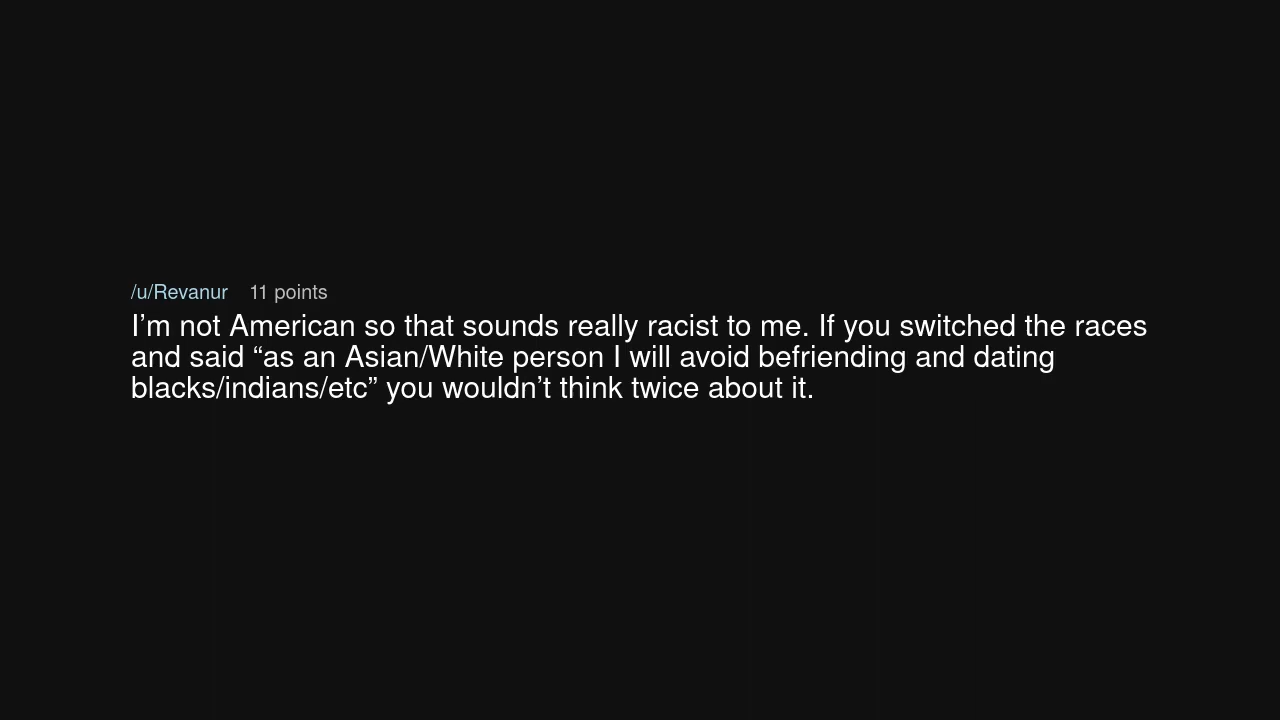 /u/Revanur 11 points
I’m not American so that sounds really racist to me. If you switched the races
and said “as an Asian/White person I will avoid befriending and dating
blacks/indians/etc” you wouldn’t think twice about it.